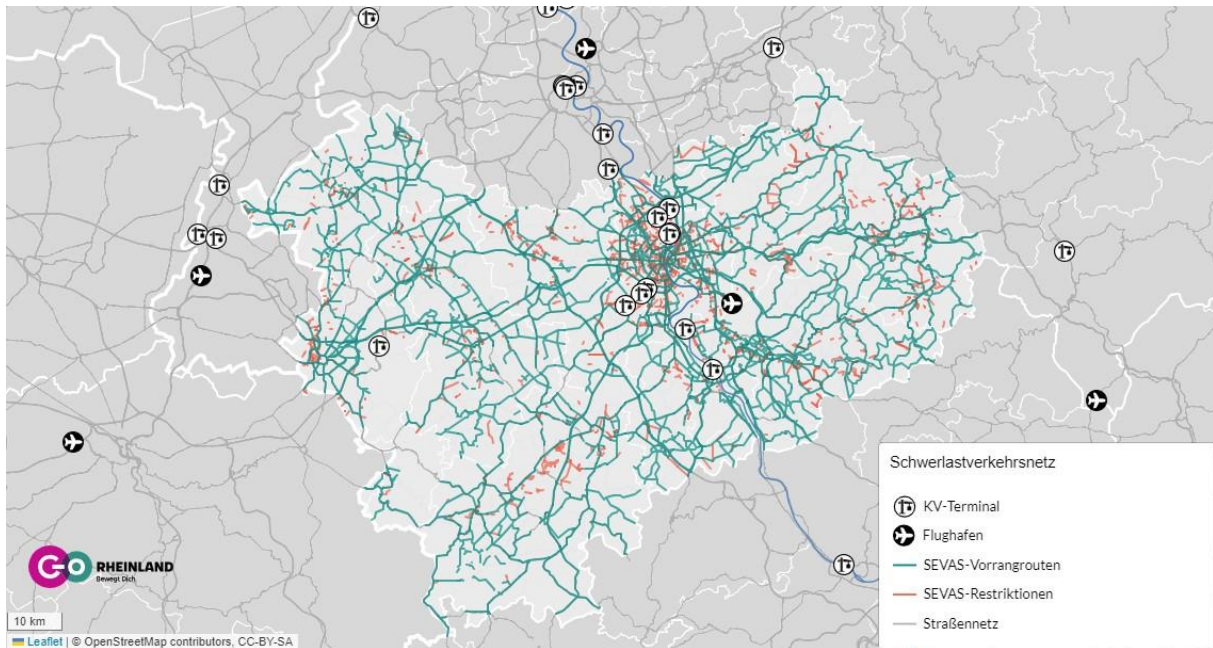 Schwerlastverkehrsnetz
KV-Terminal
Flughafen
SEVAS-Vorrangrouten
SEVAS-Restriktionen
Straßennetz
GO RHEINLAND
Bewegt Dich
10 km
Leaflet | © OpenStreetMap contributors, CC-BY-SA